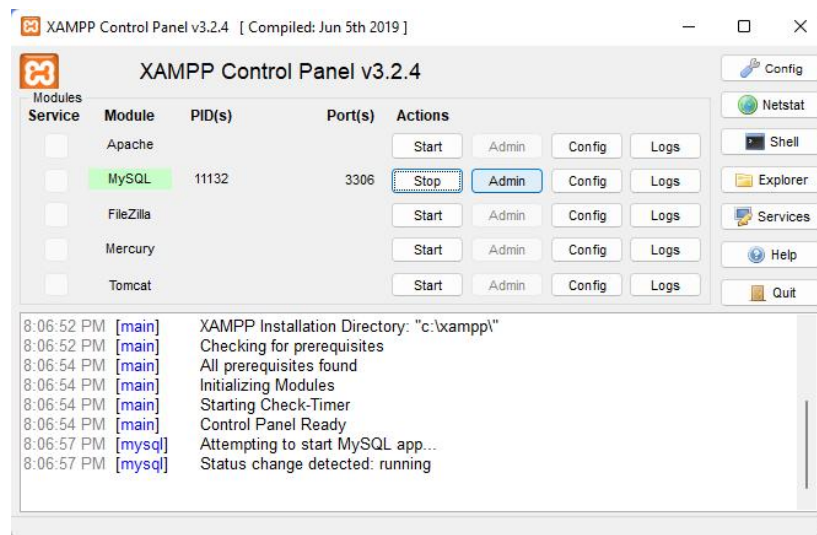 XAMPP Control Panel v3.2.4 [ Compiled: Jun 5th 2019 ]
XAMPP Control Panel v3.2.4
Config
Modules
Service Module PID(s) Port(s) Actions
Netstat
Apache Start Admin Config Logs
Shell
MySQL 11132 3306 Stop Admin Config Logs
Explorer
FileZilla Start Admin Config Logs
Services
Mercury Start Admin Config Logs
Help
Tomcat Start Admin Config Logs
Quit
8:06:52 PM [main] XAMPP Installation Directory: "c:\xampp\"
8:06:52 PM [main] Checking for prerequisites
8:06:54 PM [main] All prerequisites found
8:06:54 PM [main] Initializing Modules
8:06:54 PM [main] Starting Check-Timer
8:06:54 PM [main] Control Panel Ready
8:06:57 PM [mysql] Attempting to start MySQL app...
8:06:57 PM [mysql] Status change detected: running